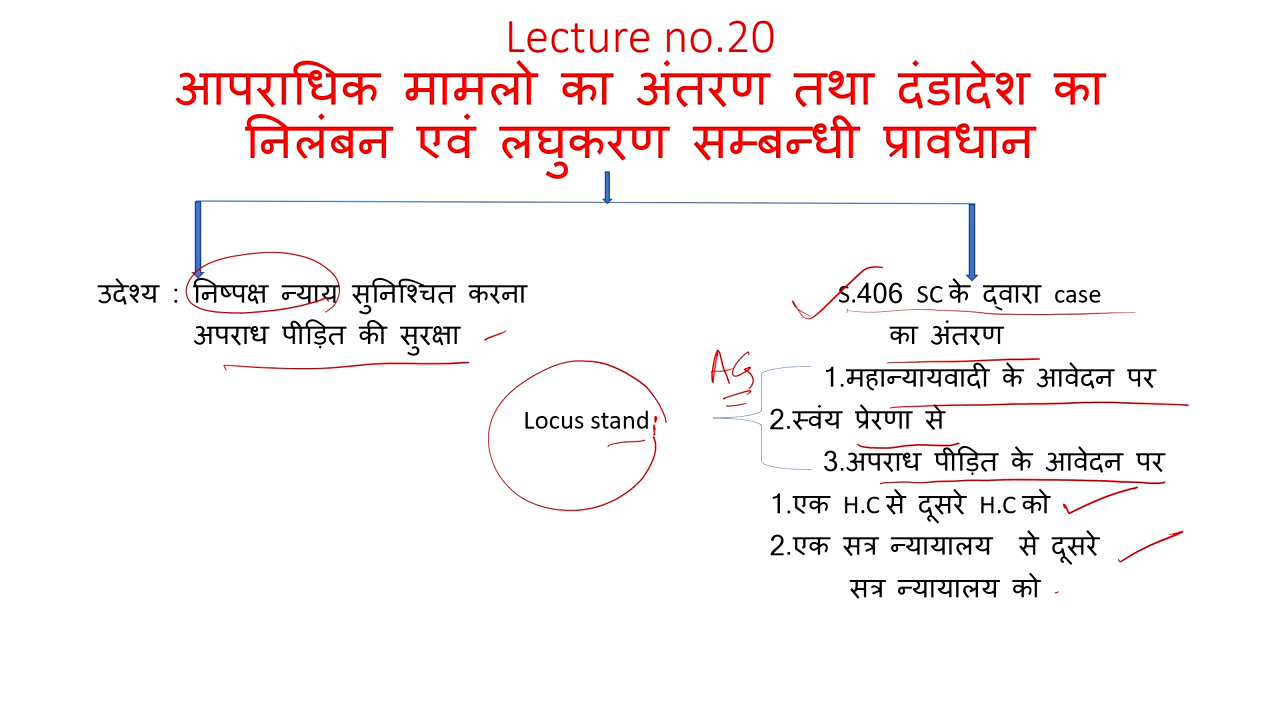 Lecture no.20
आपराधिक मामलो का अंतरण तथा दंडादेश का
निलंबन एवं लघुकरण सम्बन्धी प्रावधान
उदेश्य : निष्पक्ष न्याय सुनिश्चित करना
अपराध पीड़ित की सुरक्षा
Locus standi
S.406 SC के द्वारा case
का अंतरण
AG
1.महान्यायवादी के आवेदन पर
2.स्वंय प्रेरणा से
3.अपराध पीड़ित के आवेदन पर
1.एक H.C से दूसरे H.C को
2.एक सत्र न्यायालय से दूसरे
सत्र न्यायालय को